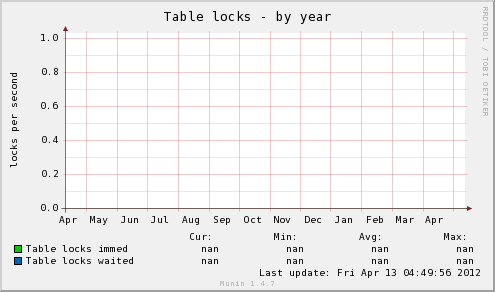 Table locks - by year
RRDTOOL / TOBI OETIKER
locks per second
1.0
0.8
0.6
0.4
0.2
0.0
Apr May Jun Jul Aug Sep Oct Nov Dec Jan Feb Mar Apr
Cur: Min: Avg: Max:
Table locks immed nan nan nan nan
Table locks waited nan nan nan nan
Last update: Fri Apr 13 04:49:56 2012
Munin 1.4.7